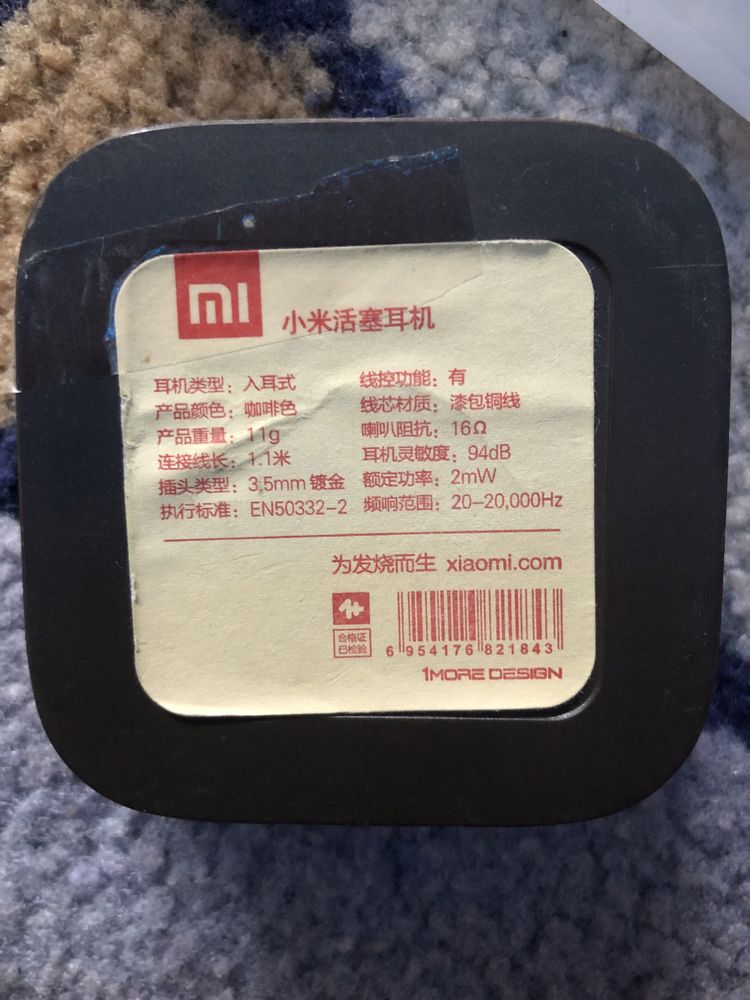 mi
小米活塞耳机
耳机类型：入耳式 线控功能：有
产品颜色：咖啡色 线芯材质：漆包铜线
产品重量：11g 喇叭阻抗：16Ω
连接线长：1.1米 耳机灵敏度：94dB
插头类型：3.5mm 镀金 额定功率：2mW
执行标准：EN50332-2 频响范围：20-20,000Hz
为发烧而生 xiaomi.com
合格证
已检验
6 954176 821843
1MORE DESIGN